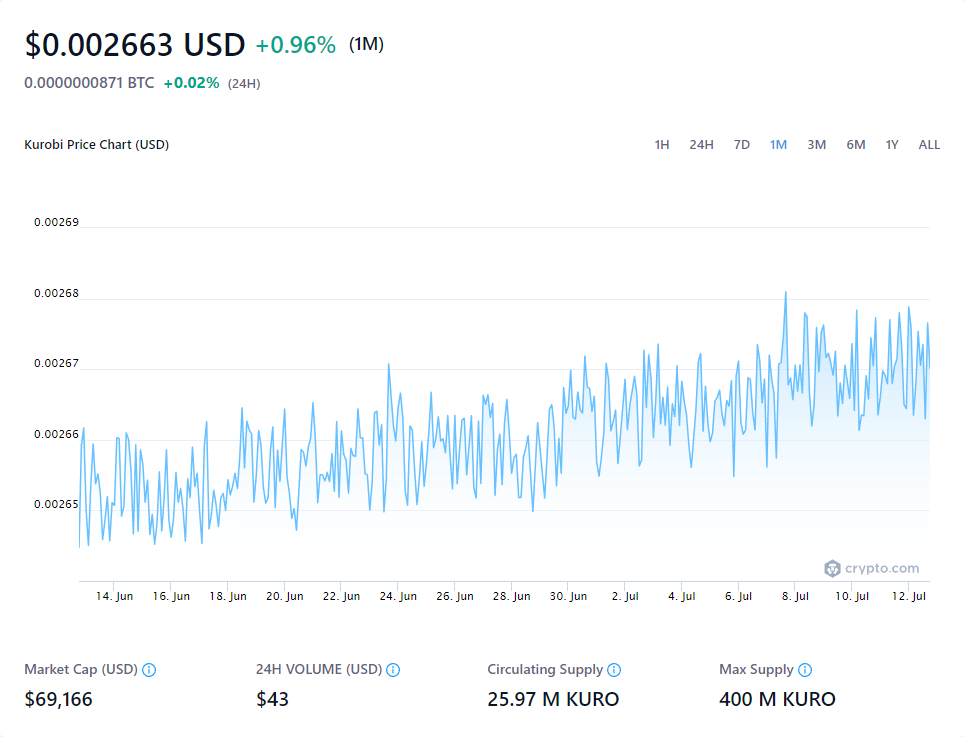 $0.002663 USD +0.96% (1M)
0.0000000871 BTC +0.02% (24H)
Kurobi Price Chart (USD) 1H 24H 7D 1M 3M 6M 1Y ALL
0.00269
0.00268
0.00267
0.00266
0.00265
crypto.com
14. Jun 16. Jun 18. Jun 20. Jun 22. Jun 24. Jun 26. Jun 28. Jun 30. Jun 2. Jul 4. Jul 6. Jul 8. Jul 10. Jul 12. Jul
Market Cap (USD) 24H VOLUME (USD) Circulating Supply Max Supply
$69,166 $43 25.97 M KURO 400 M KURO